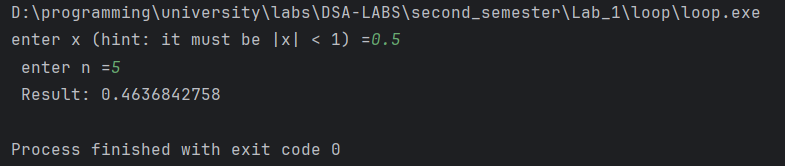 D:\programming\university\labs\DSA-LABS\second_semester\Lab_1\loop\loop.exe
enter x (hint: it must be |x| < 1) =0.5
 enter n =5
 Result: 0.4636842758

Process finished with exit code 0